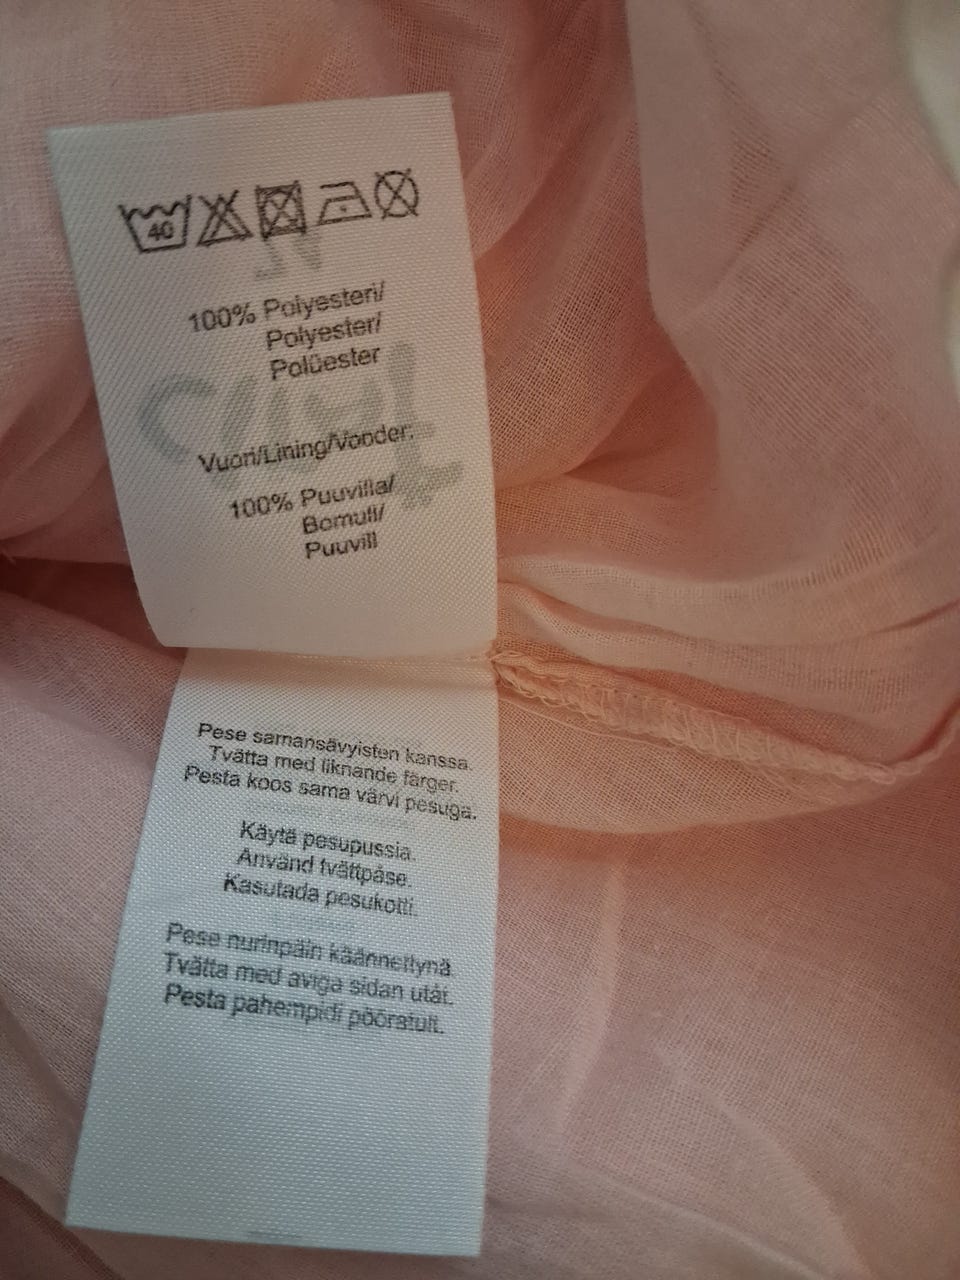 40
100% Polyesteri/
Polyester/
Polüester
Vuori/Lining/Vooder:
100% Puuvilla/
Bomull/
Puuvill
Pese samansävyisten kanssa.
Tvätta med liknande färger.
Pesta koos sama värvi pesuga.
Käytä pesupussia.
Använd tvättpåse.
Kasutada pesukotti.
Pese nurinpäin käännettynä
Tvätta med aviga sidan utåt.
Pesta pahempidi pööratult.